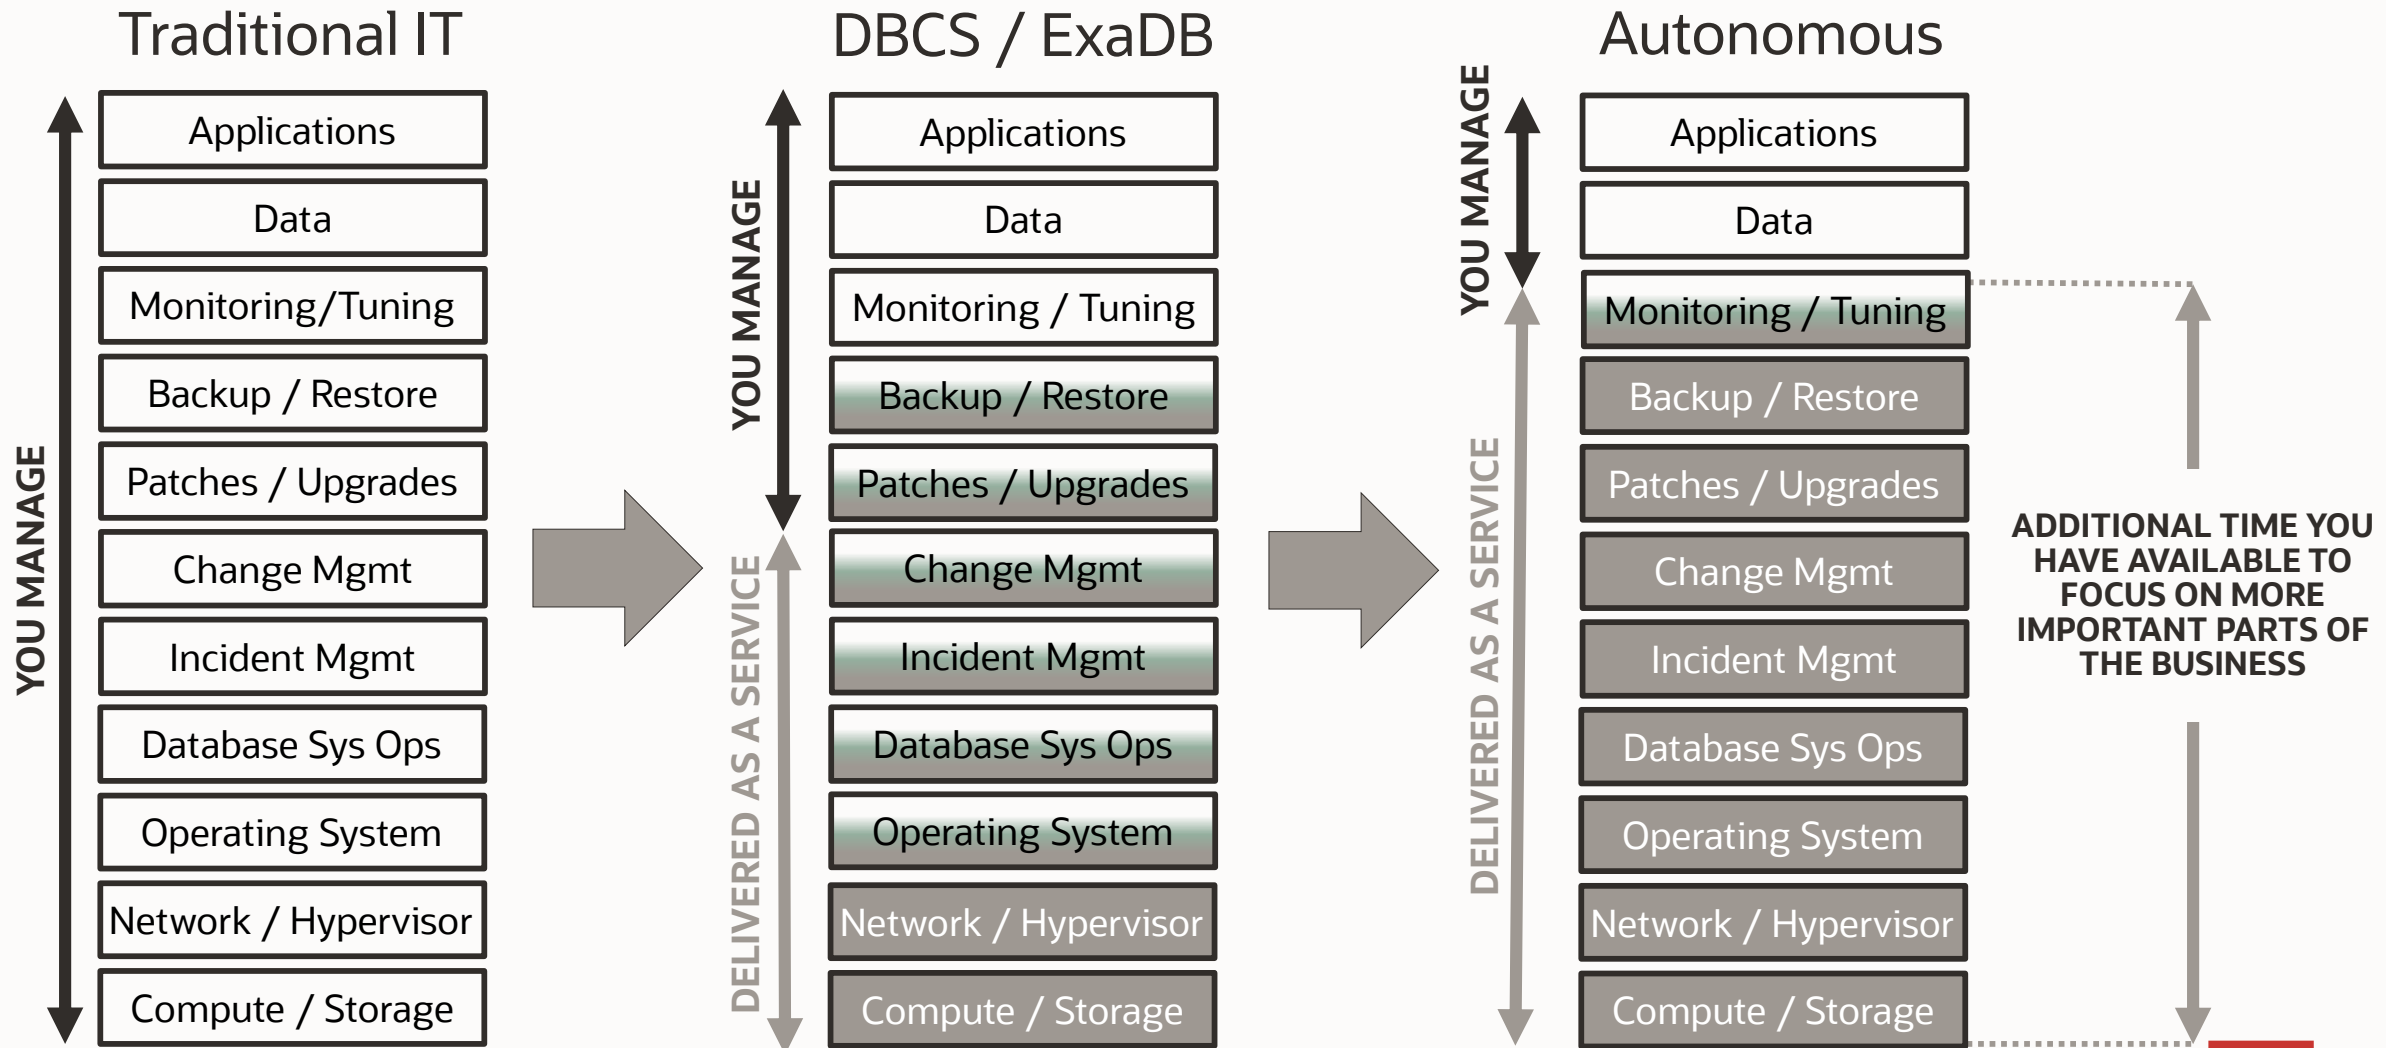 Traditional IT
YOU MANAGE
Applications
Data
Monitoring/Tuning
Backup / Restore
Patches / Upgrades
Change Mgmt
Incident Mgmt
Database Sys Ops
Operating System
Network / Hypervisor
Compute / Storage
DBCS / ExaDB
YOU MANAGE
DELIVERED AS A SERVICE
Applications
Data
Monitoring / Tuning
Backup / Restore
Patches / Upgrades
Change Mgmt
Incident Mgmt
Database Sys Ops
Operating System
Network / Hypervisor
Compute / Storage
Autonomous
YOU MANAGE
DELIVERED AS A SERVICE
Applications
Data
Monitoring / Tuning
Backup / Restore
Patches / Upgrades
Change Mgmt
Incident Mgmt
Database Sys Ops
Operating System
Network / Hypervisor
Compute / Storage
ADDITIONAL TIME YOU
HAVE AVAILABLE TO
FOCUS ON MORE
IMPORTANT PARTS OF
THE BUSINESS